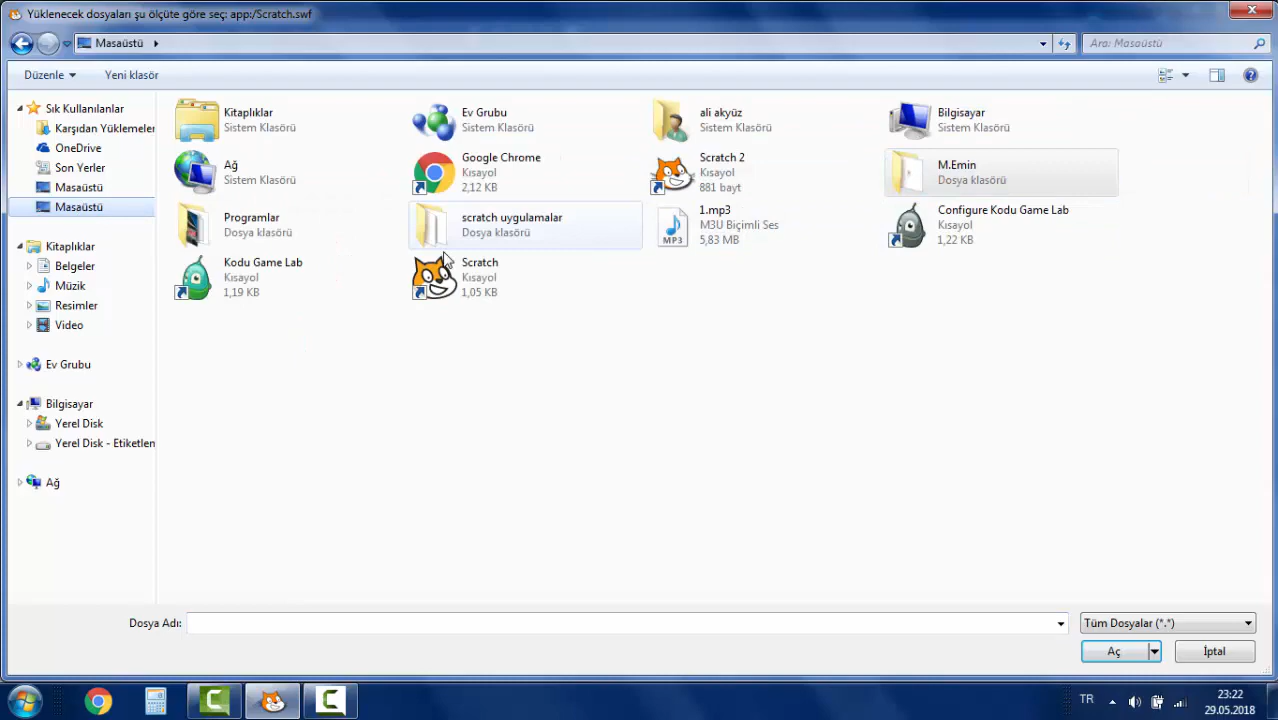 Yüklenecek dosyaları şu ölçüte göre seç: app:/Scratch.swf
Masaüstü
Ara: Masaüstü
Düzenle
Yeni klasör
Sık Kullanılanlar
Karşıdan Yüklemeler
OneDrive
Son Yerler
Masaüstü
Masaüstü
Kitaplıklar
Belgeler
Müzik
Resimler
Video
Ev Grubu
Bilgisayar
Yerel Disk
Yerel Disk - Etiketlen
Ağ
Kitaplıklar
Sistem Klasörü
Ev Grubu
Sistem Klasörü
ali akyüz
Sistem Klasörü
Bilgisayar
Sistem Klasörü
Ağ
Sistem Klasörü
Google Chrome
Kısayol
2,12 KB
Scratch 2
Kısayol
881 bayt
M.Emin
Dosya klasörü
Programlar
Dosya klasörü
scratch uygulamalar
Dosya klasörü
MP3
1.mp3
M3U Biçimli Ses
5,83 MB
Configure Kodu Game Lab
Kısayol
1,22 KB
Kodu Game Lab
Kısayol
1,19 KB
Scratch
Kısayol
1,05 KB
Dosya Adı:
Tüm Dosyalar (*.*)
Aç
İptal
TR
23:22
29.05.2018